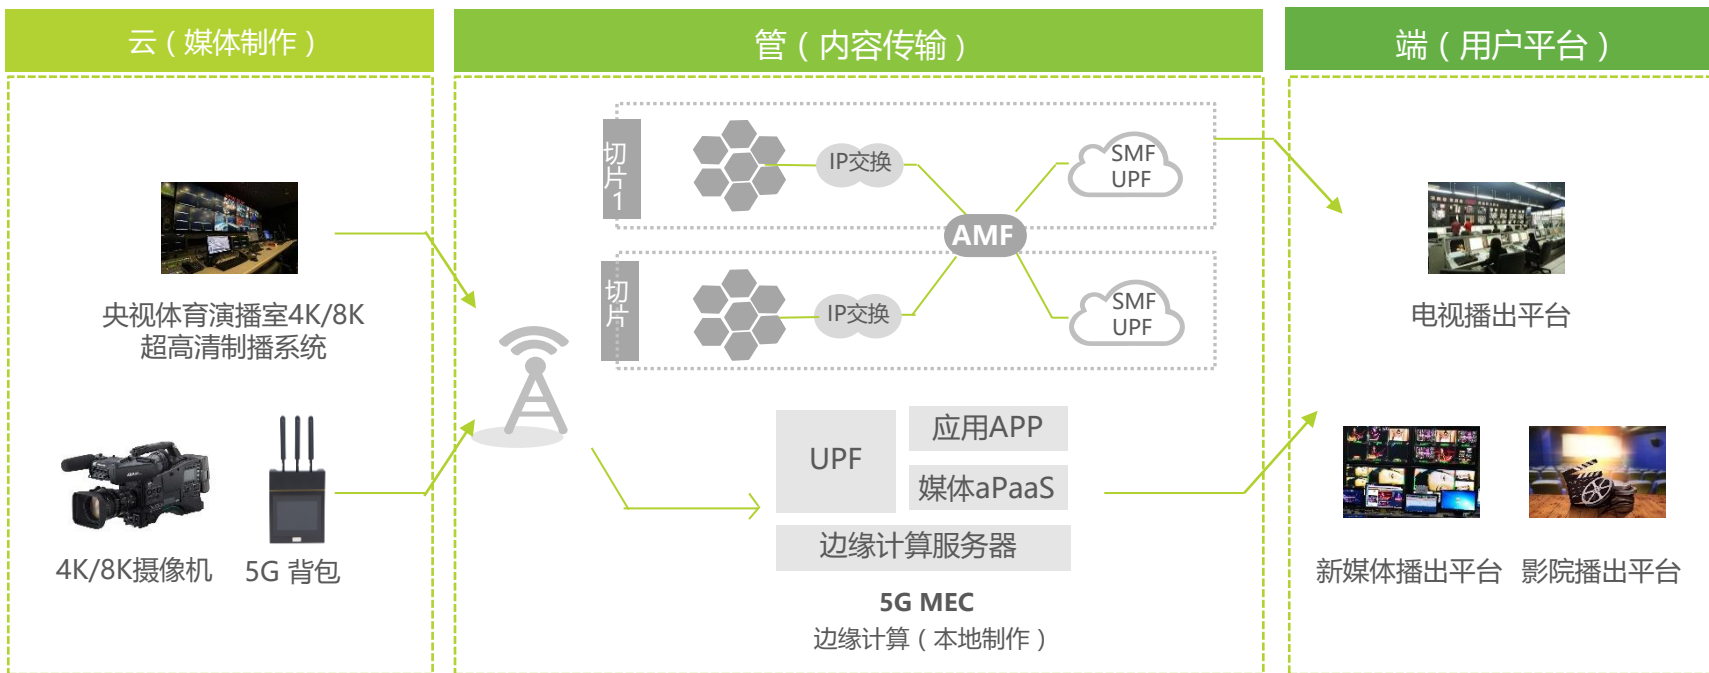 云（媒体制作）
管（内容传输）
端（用户平台）
央视体育演播室4K/8K
超高清制播系统
4K/8K摄像机
5G 背包
切片1
IP交换
SMF
UPF
AMF
切片
IP交换
SMF
UPF
UPF
应用APP
媒体aPaaS
边缘计算服务器
5G MEC
边缘计算（本地制作）
电视播出平台
新媒体播出平台
影院播出平台